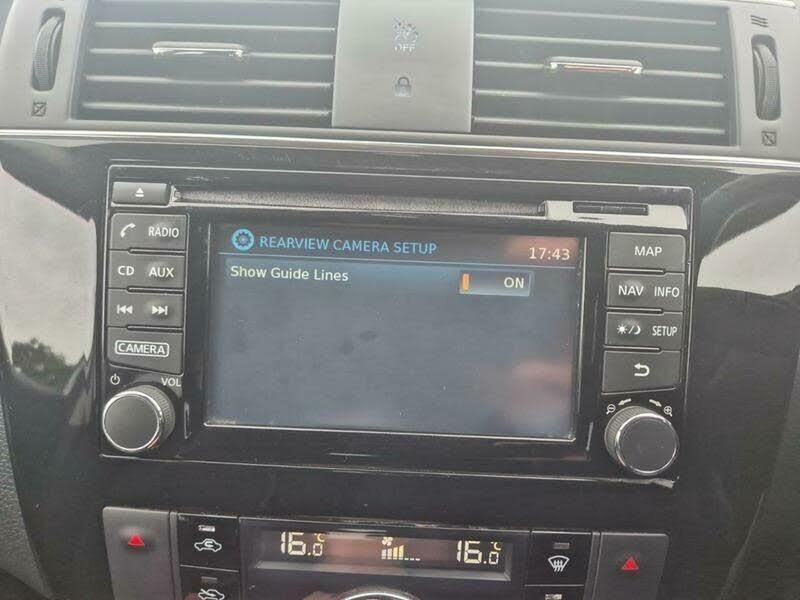 OFF
RADIO
CD AUX
CAMERA
VOL
REARVIEW CAMERA SETUP 17:43
Show Guide Lines ON
MAP
NAV INFO
SETUP
16.0°C 16.0°C